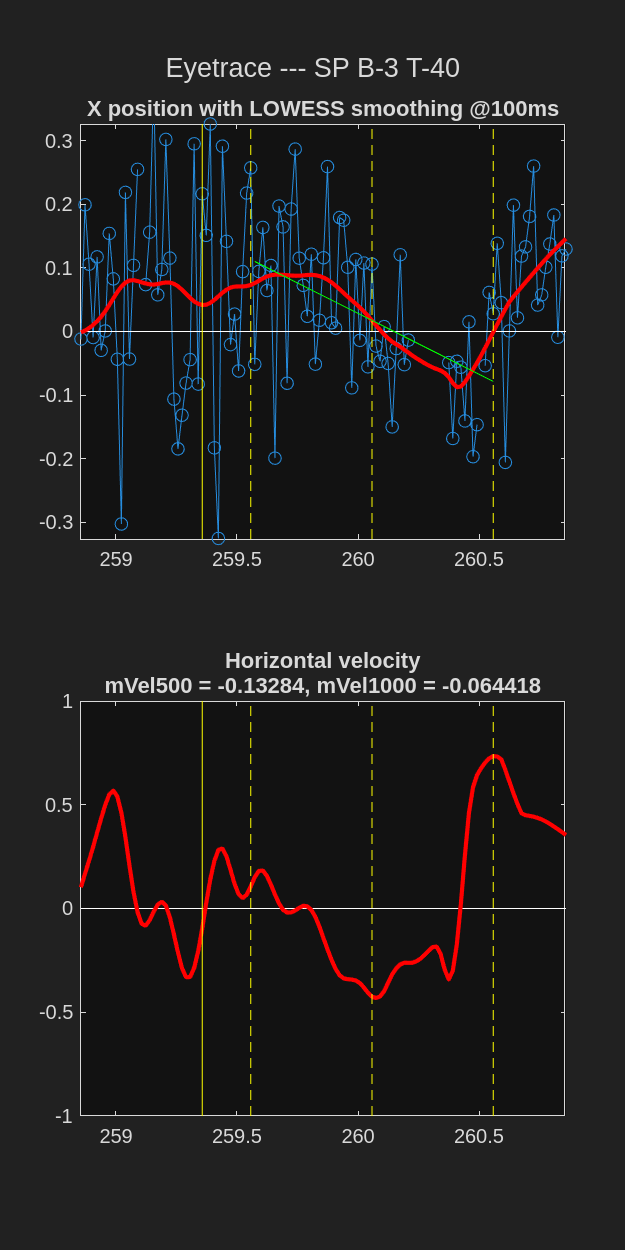 Eyetrace --- SP B-3 T-40
X position with LOWESS smoothing @100ms
0.3
0.2
0.1
0
-0.1
-0.2
-0.3
259 259.5 260 260.5
Horizontal velocity
mVel500 = -0.13284, mVel1000 = -0.064418
1
0.5
0
-0.5
-1
259 259.5 260 260.5